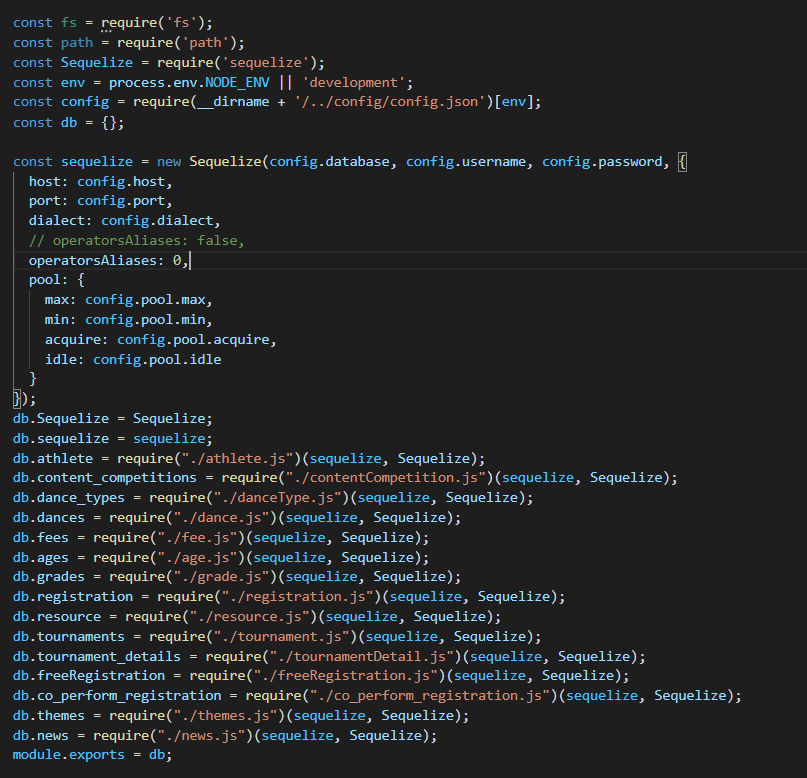 const fs = require('fs');
const path = require('path');
const Sequelize = require('sequelize');
const env = process.env.NODE_ENV || 'development';
const config = require(__dirname + '/../config/config.json')[env];
const db = {};

const sequelize = new Sequelize(config.database, config.username, config.password, {
  host: config.host,
  port: config.port,
  dialect: config.dialect,
  // operatorsAliases: false,
  operatorsAliases: 0,
  pool: {
    max: config.pool.max,
    min: config.pool.min,
    acquire: config.pool.acquire,
    idle: config.pool.idle
  }
});
db.Sequelize = Sequelize;
db.sequelize = sequelize;
db.athlete = require("./athlete.js")(sequelize, Sequelize);
db.content_competitions = require("./contentCompetition.js")(sequelize, Sequelize);
db.dance_types = require("./danceType.js")(sequelize, Sequelize);
db.dances = require("./dance.js")(sequelize, Sequelize);
db.fees = require("./fee.js")(sequelize, Sequelize);
db.ages = require("./age.js")(sequelize, Sequelize);
db.grades = require("./grade.js")(sequelize, Sequelize);
db.registration = require("./registration.js")(sequelize, Sequelize);
db.resource = require("./resource.js")(sequelize, Sequelize);
db.tournaments = require("./tournament.js")(sequelize, Sequelize);
db.tournament_details = require("./tournamentDetail.js")(sequelize, Sequelize);
db.freeRegistration = require("./freeRegistration.js")(sequelize, Sequelize);
db.co_perform_registration = require("./co_perform_registration.js")(sequelize, Sequelize);
db.themes = require("./themes.js")(sequelize, Sequelize);
db.news = require("./news.js")(sequelize, Sequelize);
module.exports = db;